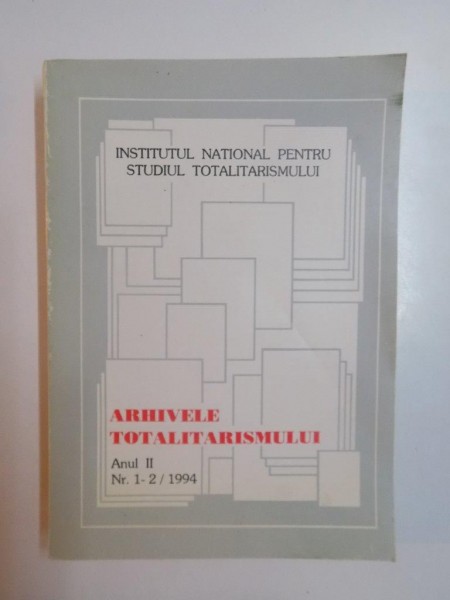 INSTITUTUL NATIONAL PENTRU
STUDIUL TOTALITARISMULUI
ARHIVELE
TOTALITARISMULUI
Anul II
Nr. 1-2 / 1994